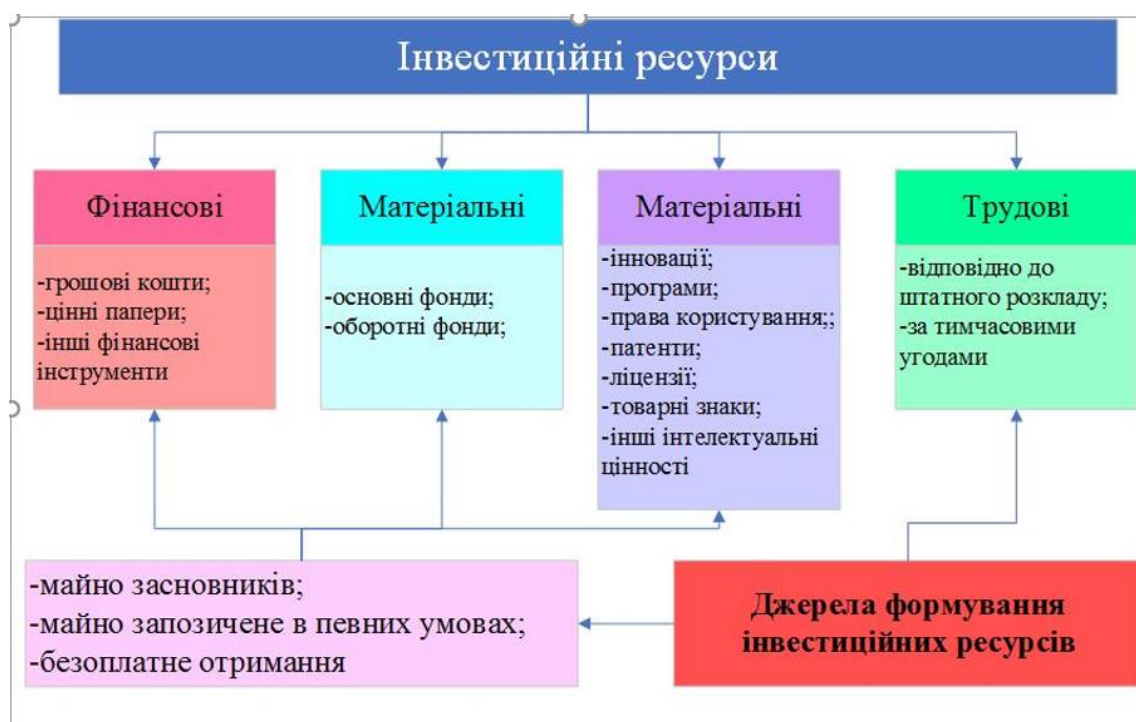 Інвестиційні ресурси
Фінансові
-грошові кошти;
-цінні папери;
-інші фінансові
інструменти
Матеріальні
-основні фонди;
-оборотні фонди;
Матеріальні
-інновації;
-програми;
-права користування;;
-патенти;
-ліцензії;
-товарні знаки;
-інші інтелектуальні
цінності
Трудові
-відповідно до
штатного розкладу;
-за тимчасовими
угодами
-майно засновників;
-майно запозичене в певних умовах;
-безоплатне отримання
Джерела формування
інвестиційних ресурсів